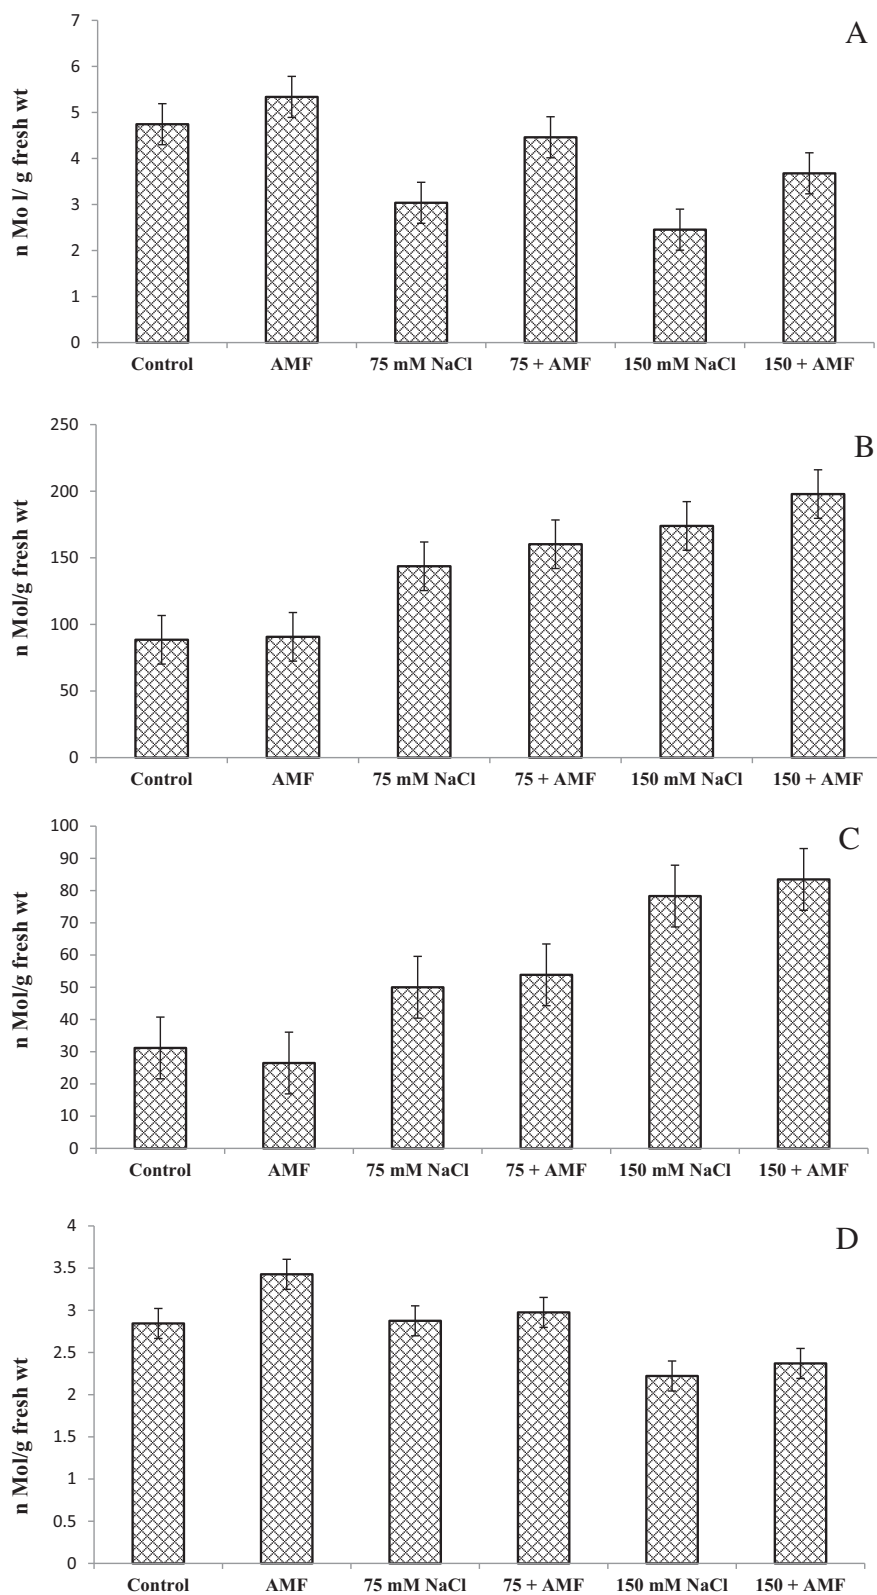 A
7
6
5
4
3
2
1
0
n Mo l/ g fresh wt
Control AMF 75 mM NaCl 75 + AMF 150 mM NaCl 150 + AMF
B
250
200
150
100
50
0
n Mol/g fresh wt
Control AMF 75 mM NaCl 75 + AMF 150 mM NaCl 150 + AMF
C
100
90
80
70
60
50
40
30
20
10
0
n Mol/g fresh wt
Control AMF 75 mM NaCl 75 + AMF 150 mM NaCl 150 + AMF
D
4
3.5
3
2.5
2
1.5
1
0.5
0
n Mol/g fresh wt
Control AMF 75 mM NaCl 75 + AMF 150 mM NaCl 150 + AMF